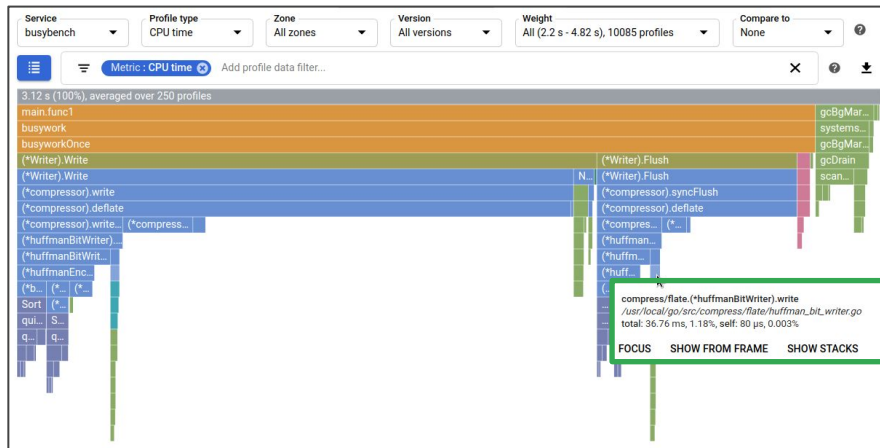 Service
busybench
Profile type
CPU time
Zone
All zones
Version
All versions
Weight
All (2.2 s - 4.82 s), 10085 profiles
Compare to
None
Metric : CPU time
Add profile data filter...
3.12 s (100%), averaged over 250 profiles
main.func1
gcBgMar...
busywork
systems...
busyworkOnce
gcBgMar...
(*Writer).Write
(*Writer).Flush
gcDrain
(*Writer).Write
N...
(*Writer).Flush
scan...
(*compressor).write
(*compressor).syncFlush
(*compressor).deflate
(*compressor).deflate
(*compressor).write...
(*compress...
(*compres...
(*...
(*huffmanBitWriter)....
(*huffman...
(*huffmanBitWrit...
(*huffm...
(*huffmanEnc...
(*huff...
(*b...
(*...
(*...
(...
Sort
(*...
...
qui...
S...
...
q...
q...
...
compress/flate.(*huffmanBitWriter).write
/usr/local/go/src/compress/flate/huffman_bit_writer.go
total: 36.76 ms, 1.18%, self: 80 µs, 0.003%
FOCUS
SHOW FROM FRAME
SHOW STACKS